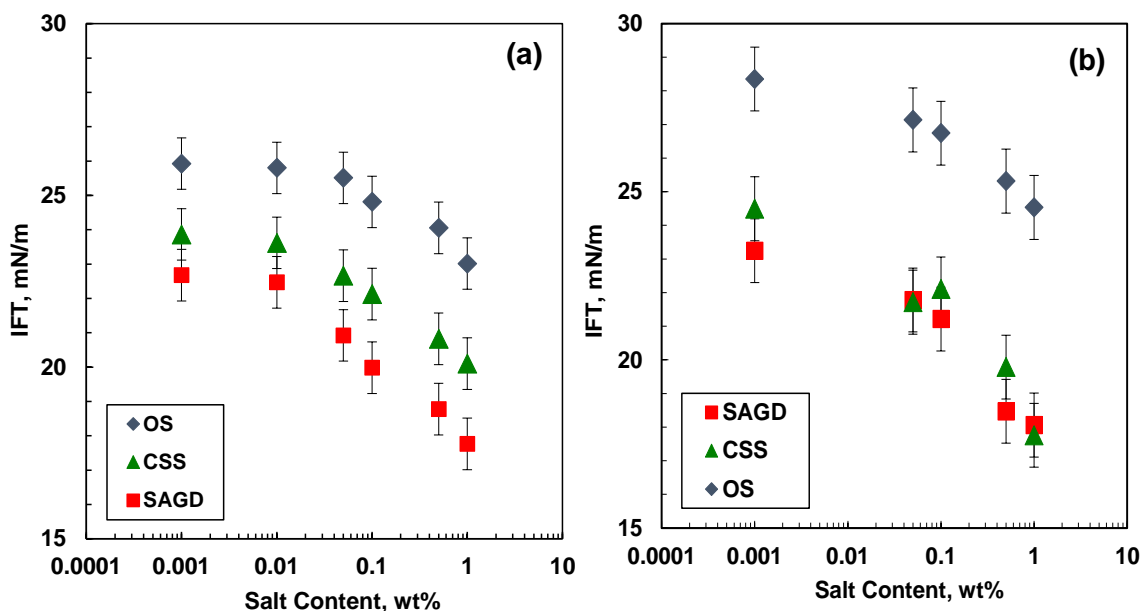 (a)
IFT, mN/m
30
25
20
15
OS
CSS
SAGD
0.0001 0.001 0.01 0.1 1 10
Salt Content, wt%
(b)
IFT, mN/m
30
25
20
15
SAGD
CSS
OS
0.0001 0.001 0.01 0.1 1 10
Salt Content, wt%